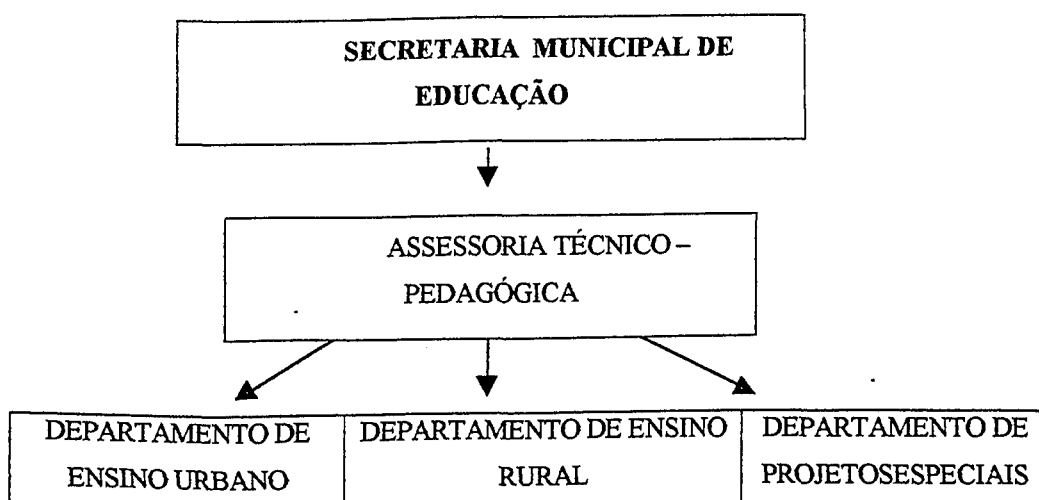 SECRETARIA MUNICIPAL DE
EDUCAÇÃO
ASSESSORIA TÉCNICO –
PEDAGÓGICA
DEPARTAMENTO DE
ENSINO URBANO
DEPARTAMENTO DE ENSINO
RURAL
DEPARTAMENTO DE
PROJETOSESPECIAIS